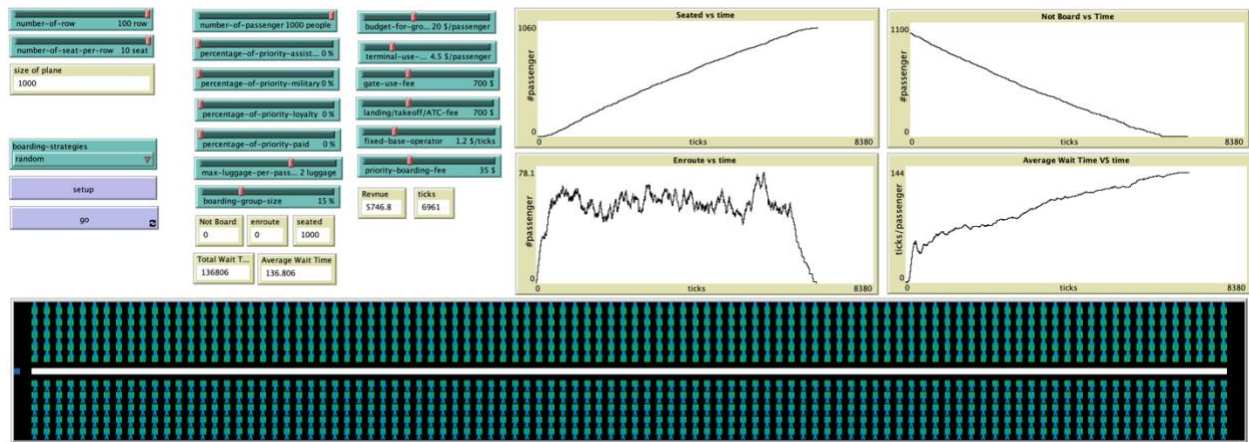 number-of-row 100 row
number-of-seat-per-row 10 seat
size of plane
1000
boarding-strategies
random
setup
go
number-of-passenger 1000 people
percentage-of-priority-assist... 0 %
percentage-of-priority-military 0 %
percentage-of-priority-loyalty 0 %
percentage-of-priority-paid 0 %
max-luggage-per-pass... 2 luggage
boarding-group-size 15 %
Not Board
0
enroute
0
seated
1000
Total Wait T...
136806
Average Wait Time
136.806
budget-for-gro... 20 $/passenger
terminal-use-... 4.5 $/passenger
gate-use-fee 700 $
landing/takeoff/ATC-fee 700 $
fixed-base-operator 1.2 $/ticks
priority-boarding-fee 35 $
Revnue
5746.8
ticks
6961
Seated vs time
1060
#passenger
0
0
ticks
8380
Not Board vs Time
1100
#passenger
0
0
ticks
8380
Enroute vs time
78.1
#passenger
0
0
ticks
8380
Average Wait Time VS time
144
ticks/passenger
0
0
ticks
8380